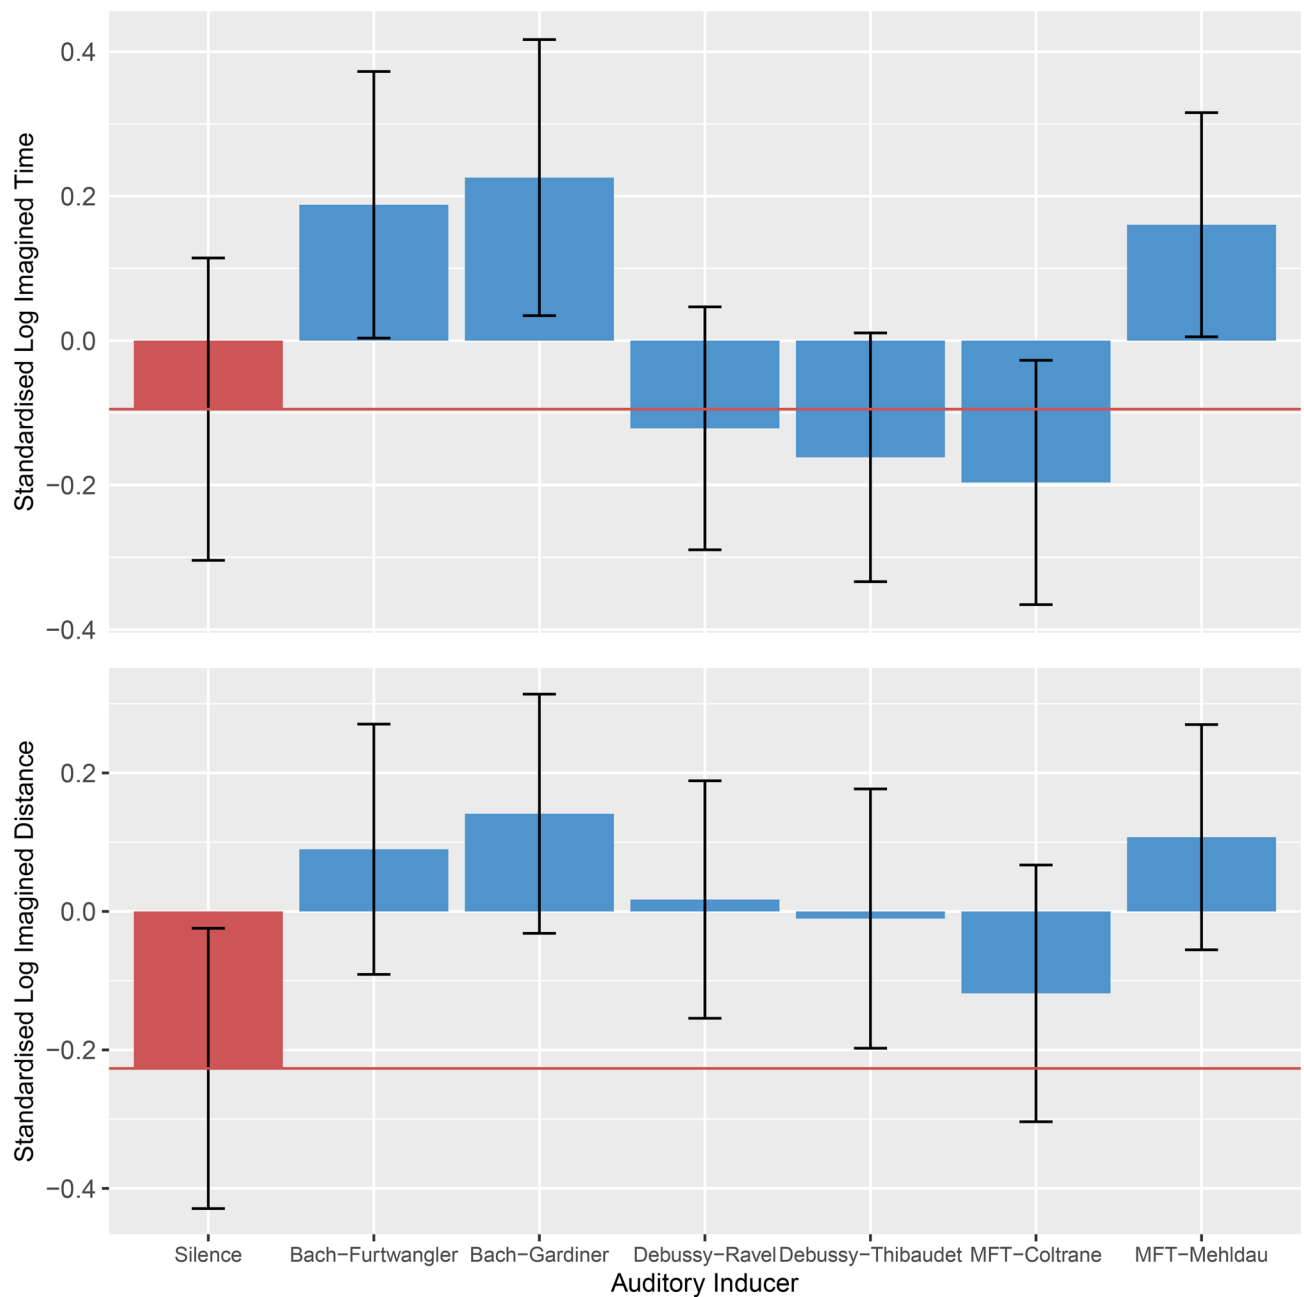 Standardised Log Imagined Time
0.4
0.2
0.0
−0.2
−0.4
Standardised Log Imagined Distance
0.2
0.0
−0.2
−0.4
Silence Bach−Furtwangler Bach−Gardiner Debussy−Ravel Debussy−Thibaudet MFT−Coltrane MFT−Mehldau
Auditory Inducer